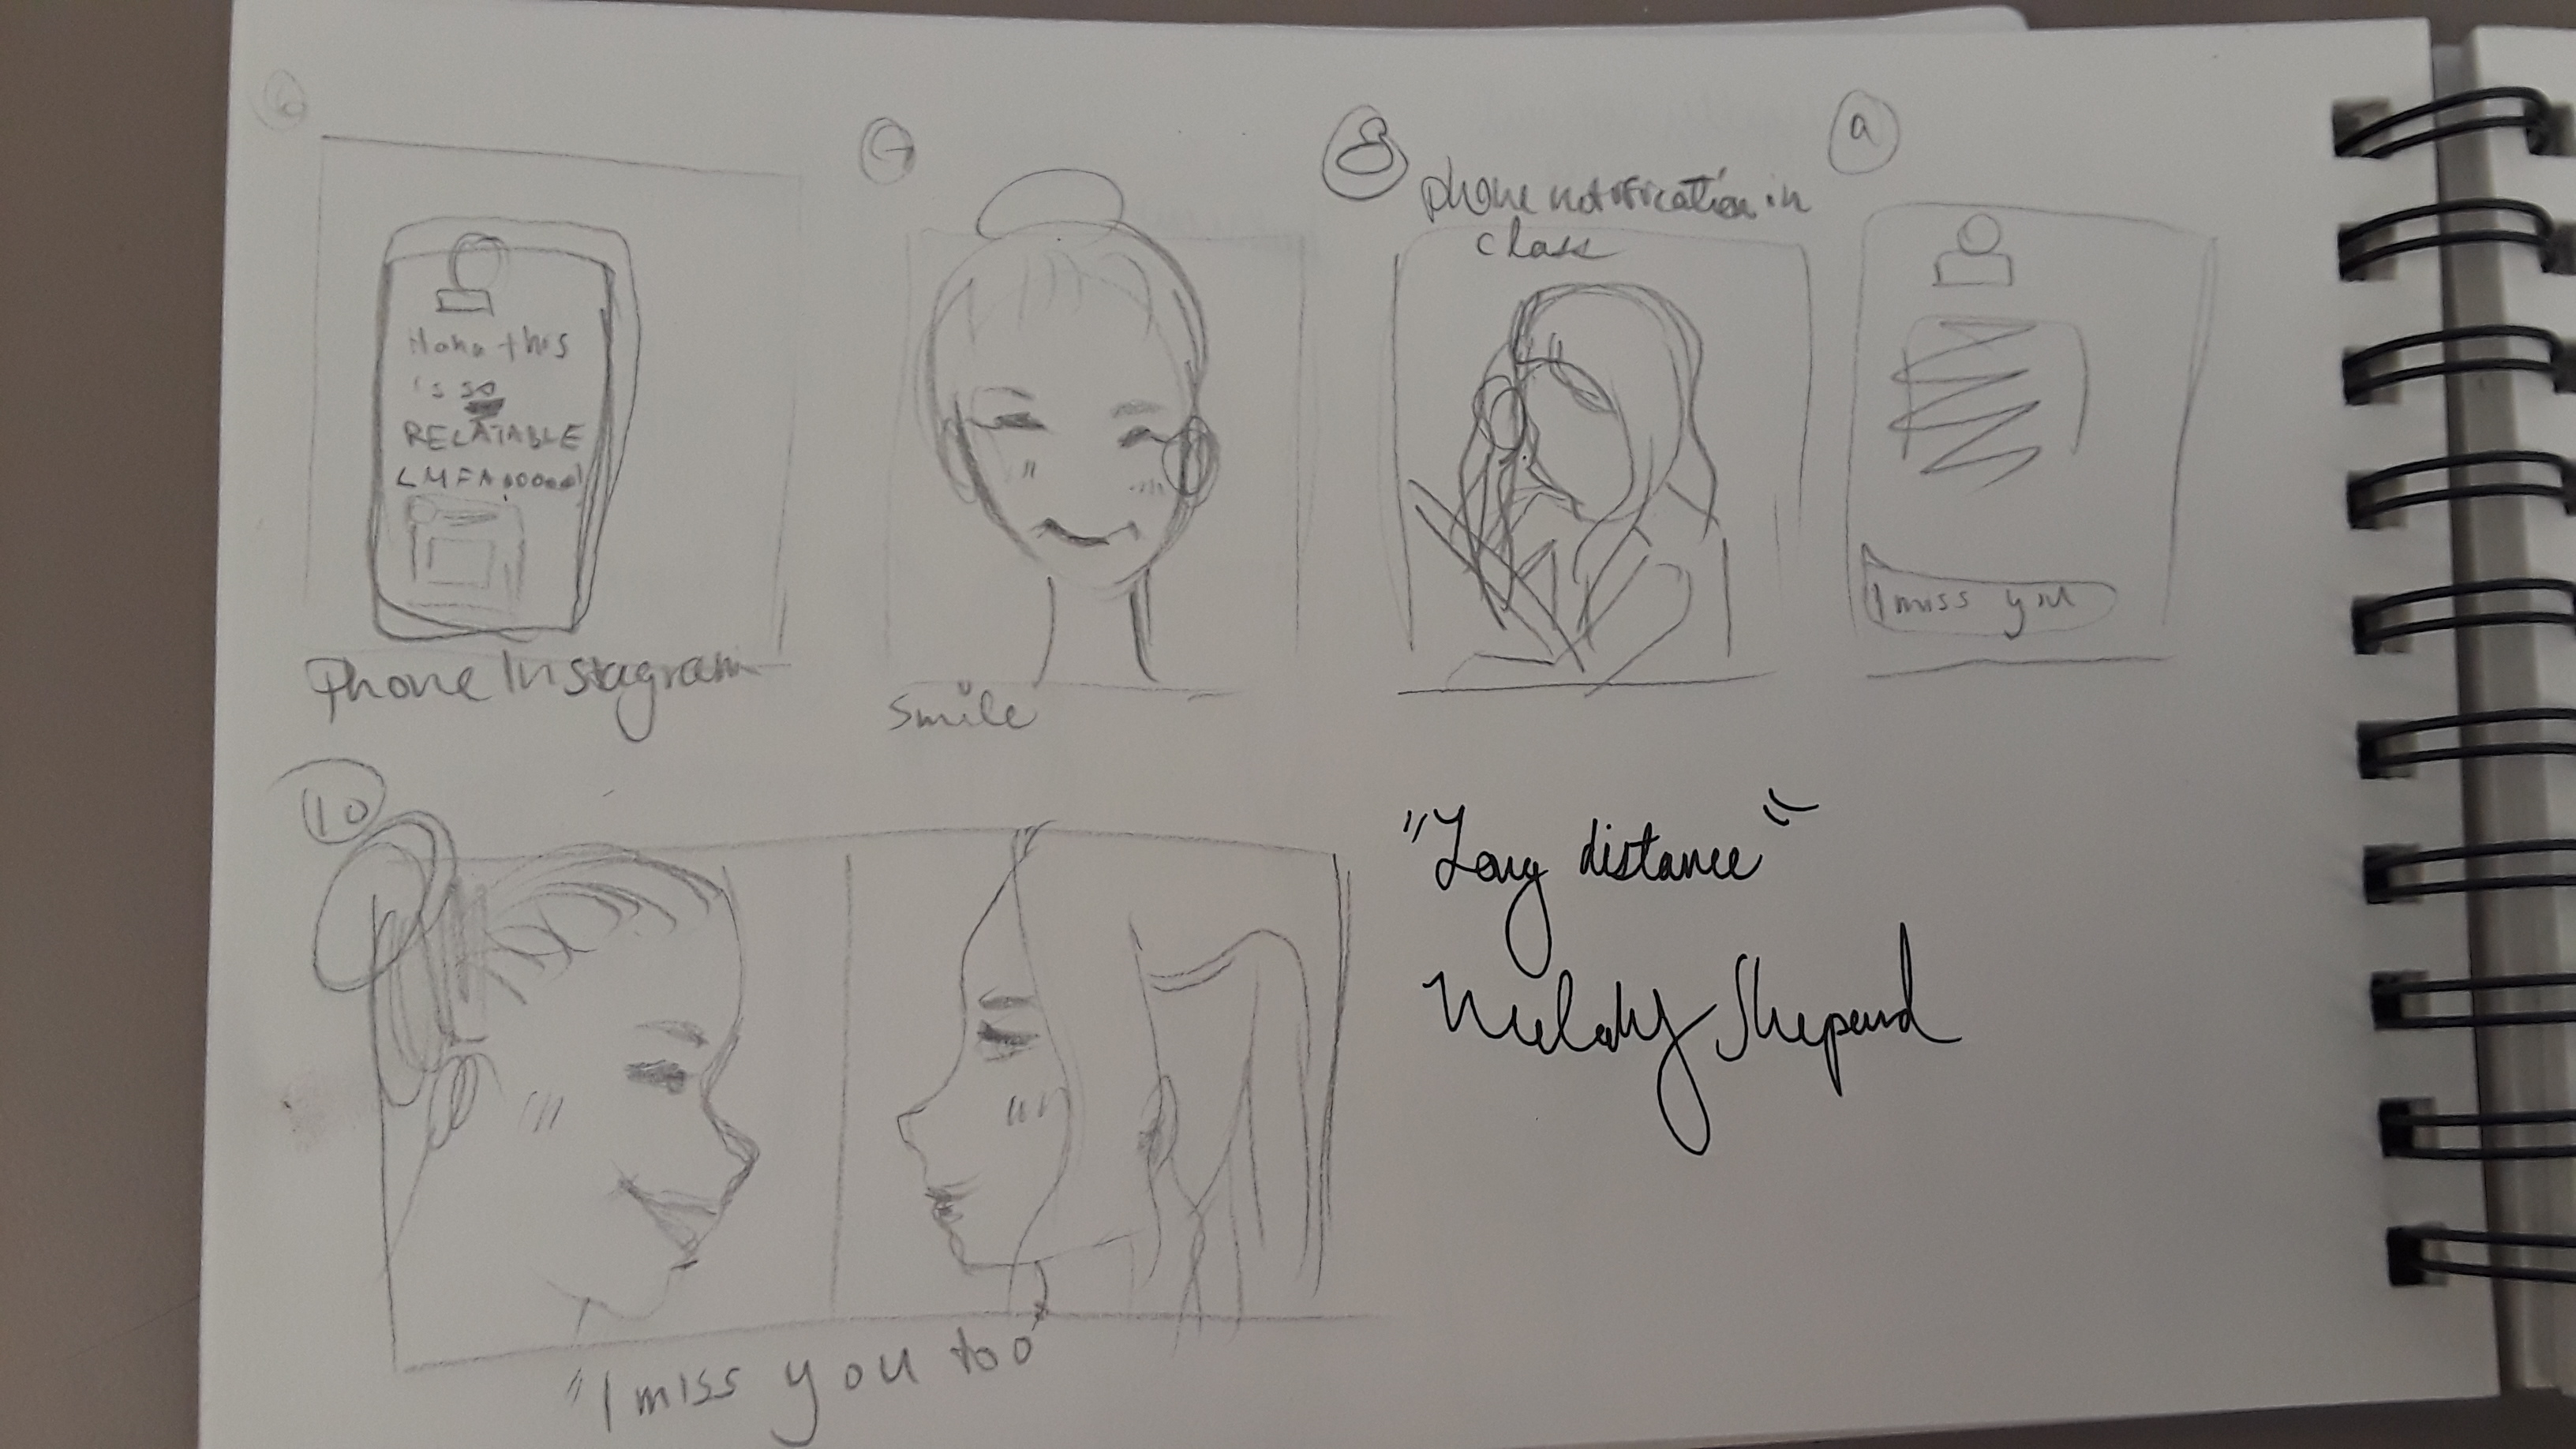 6
Haha this
is so
RELATABLE
LMFAooooo
Phone Instagram
7
smile
8
phone notification in
class
9
I miss you
10
"I miss you too"
"Long distance"
Melody Shepard